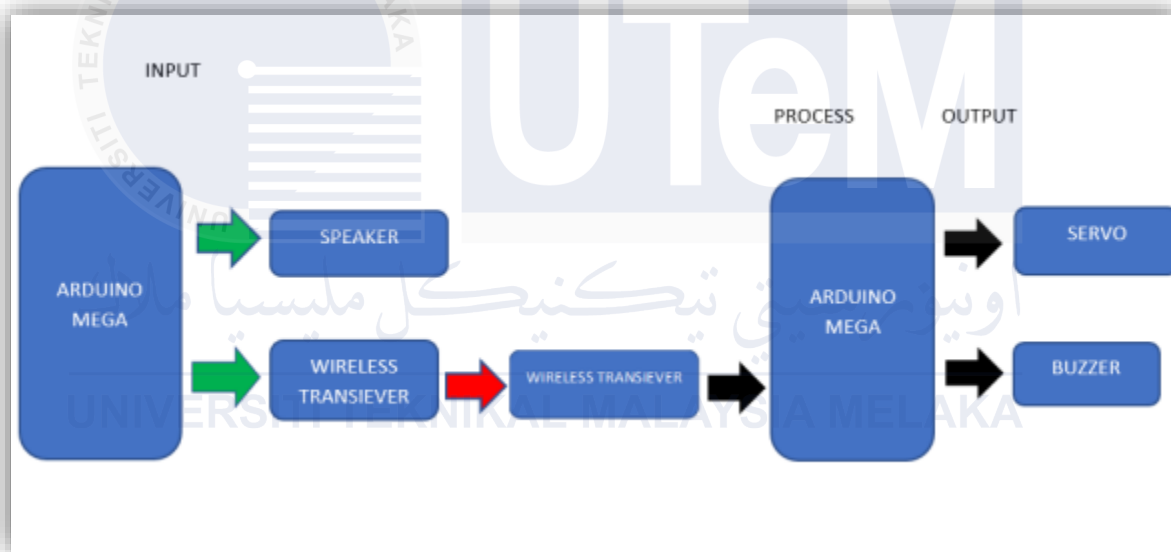 INPUT
PROCESS
OUTPUT
ARDUINO
MEGA
SPEAKER
WIRELESS
TRANSIEVER
WIRELESS TRANSIEVER
ARDUINO
MEGA
SERVO
BUZZER
UTeM
اونيۏرسيتي تيكنيكل مليسيا ملاك
UNIVERSITI TEKNIKAL MALAYSIA MELAKA